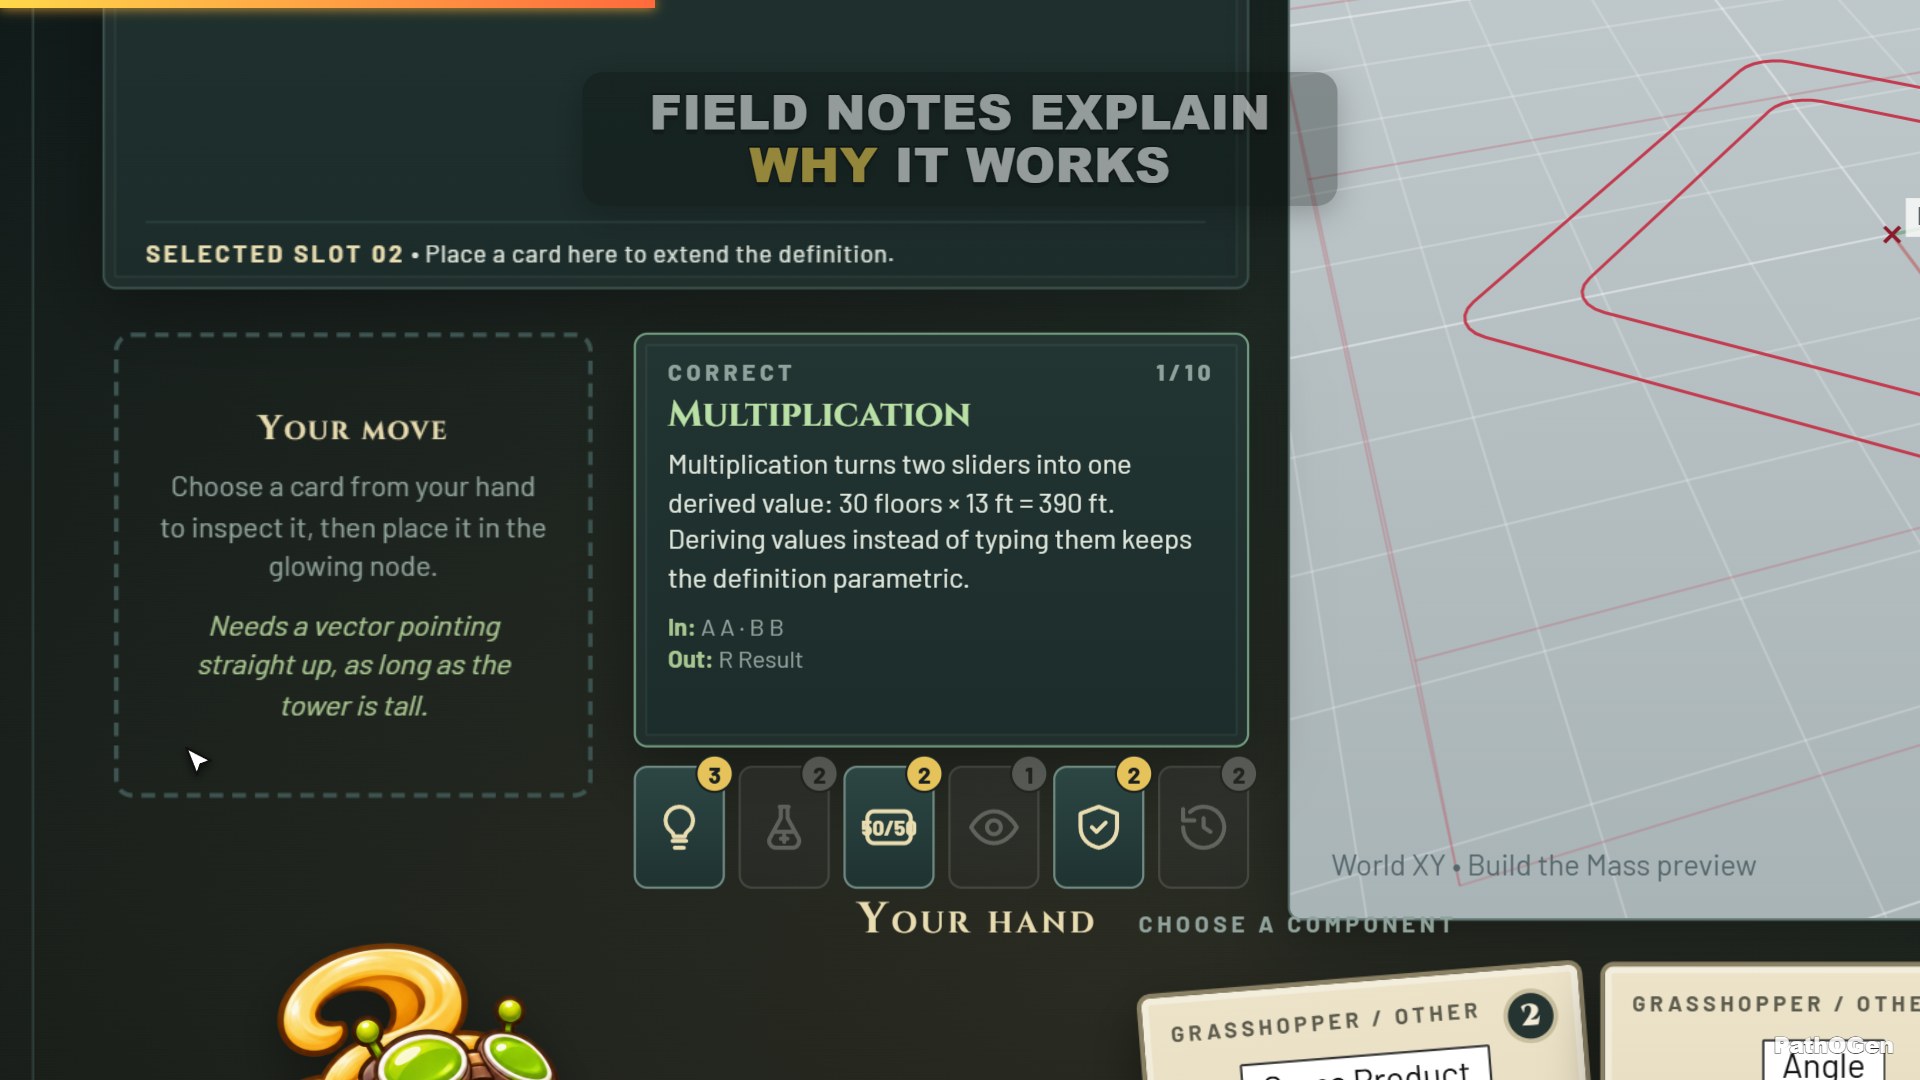 FIELD NOTES EXPLAIN
WHY IT WORKS
SELECTED SLOT 02 • Place a card here to extend the definition.
YOUR MOVE
Choose a card from your hand
to inspect it, then place it in the
glowing node.
Needs a vector pointing
straight up, as long as the
tower is tall.
CORRECT 1/10
MULTIPLICATION
Multiplication turns two sliders into one
derived value: 30 floors × 13 ft = 390 ft.
Deriving values instead of typing them keeps
the definition parametric.
In: A A · B B
Out: R Result
3 2 2 1 2 2
50/50
World XY • Build the Mass preview
YOUR HAND CHOOSE A COMPONENT
GRASSHOPPER / OTHER 2
Product
GRASSHOPPER / OTHE
Angle
PathOGen